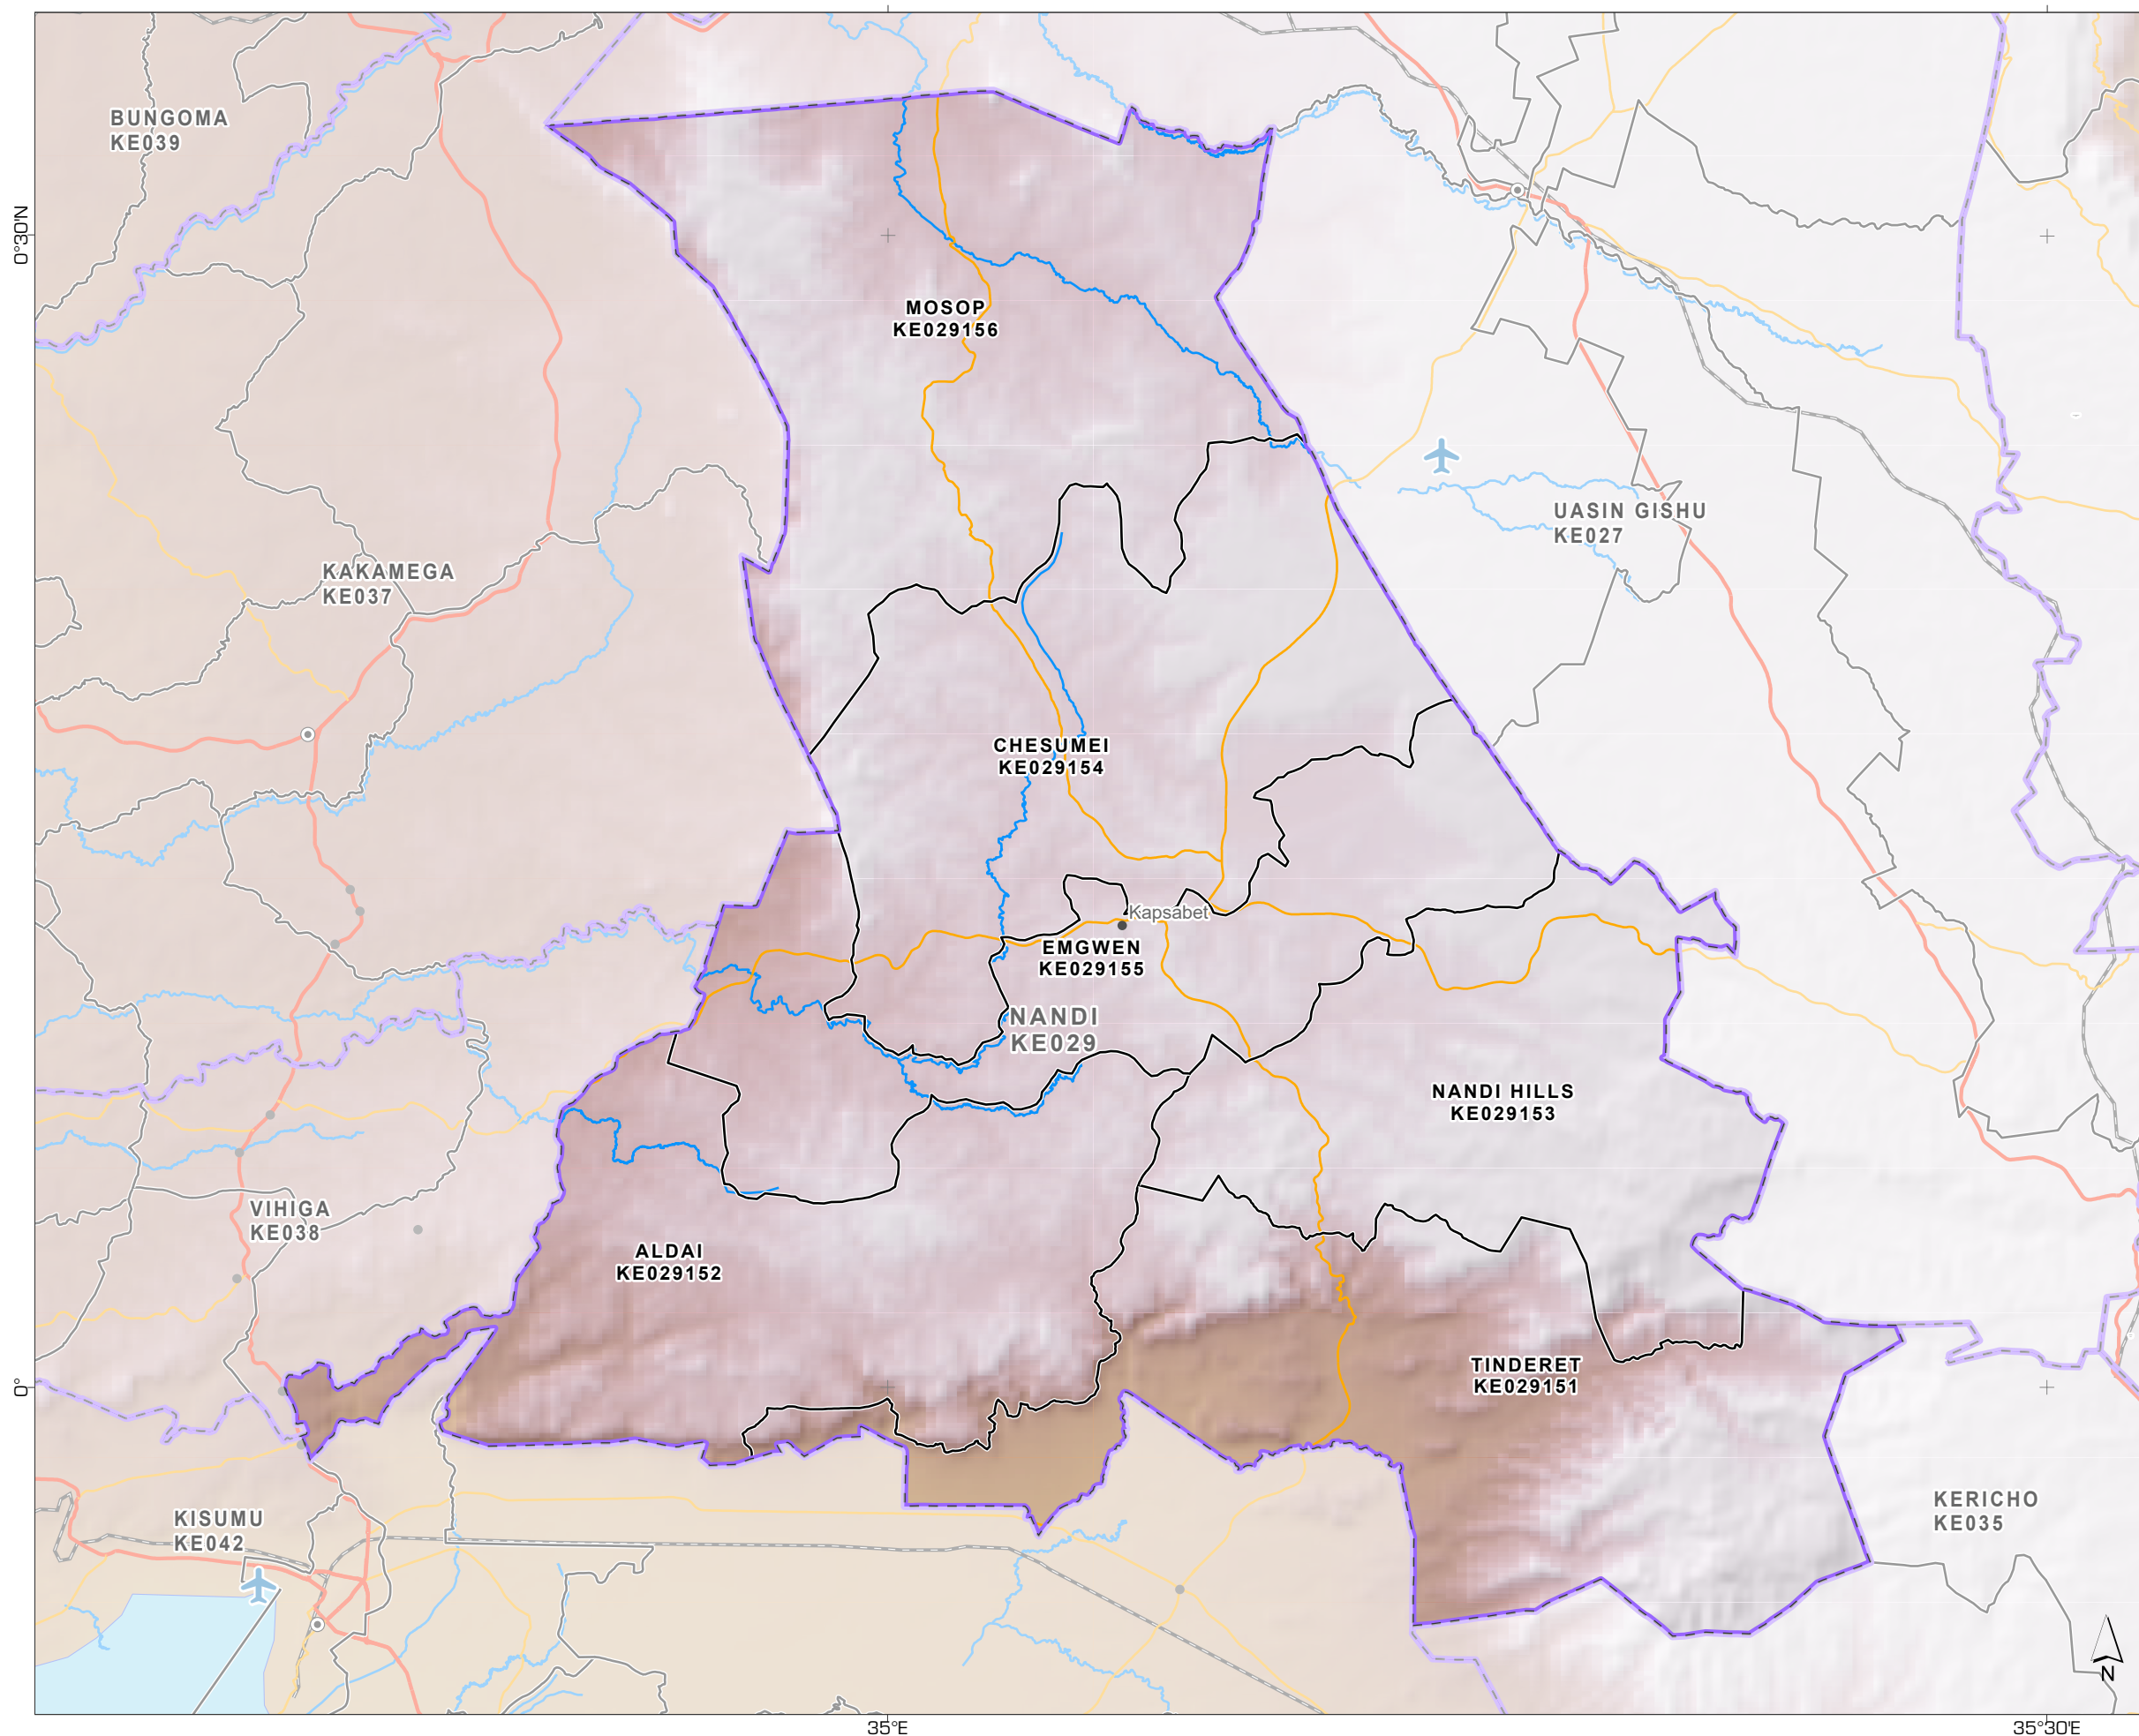 BUNGOMA
KE039
0°30'N
MOSOP
KE029156
UASIN GISHU
KE027
KAKAMEGA
KE037
CHESUMEI
KE029154
Kapsabet
EMGWEN
KE029155
NANDI
KE029
NANDI HILLS
KE029153
VIHIGA
KE038
ALDAI
KE029152
TINDERET
KE029151
0°
KERICHO
KE035
KISUMU
KE042
N
35°E
35°30'E